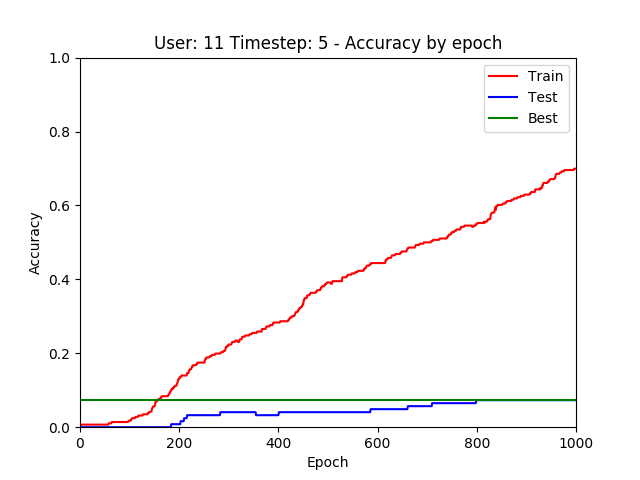 User: 11 Timestep: 5 - Accuracy by epoch
1.0
0.8
0.6
0.4
0.2
0.0
Accuracy
Train
Test
Best
0 200 400 600 800 1000
Epoch